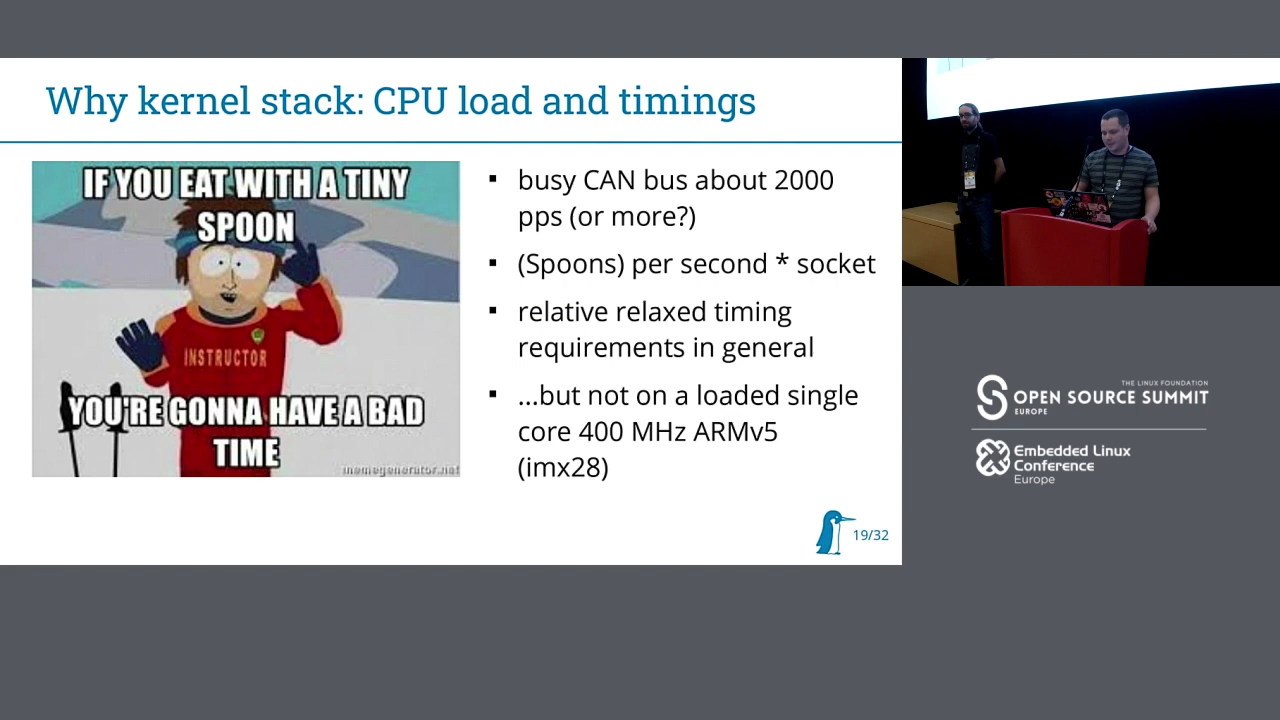 Why kernel stack: CPU load and timings
IF YOU EAT WITH A TINY
SPOON
INSTRUCTOR
YOU'RE GONNA HAVE A BAD
TIME
memegenerator.net
▪ busy CAN bus about 2000
pps (or more?)
▪ (Spoons) per second * socket
▪ relative relaxed timing
requirements in general
▪ ...but not on a loaded single
core 400 MHz ARMv5
(imx28)
19/32
THE LINUX FOUNDATION
OPEN SOURCE SUMMIT
EUROPE
Embedded Linux
Conference
Europe